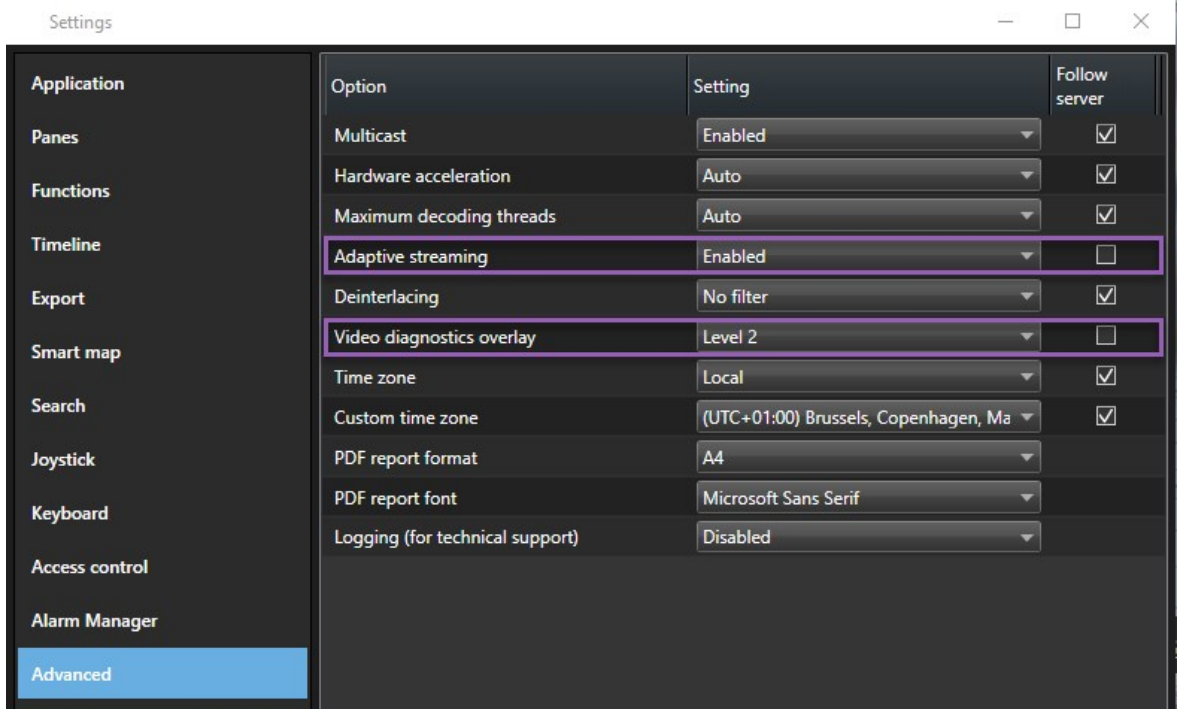 Settings
Application
Panes
Functions
Timeline
Export
Smart map
Search
Joystick
Keyboard
Access control
Alarm Manager
Advanced
Option Setting Follow server
Multicast Enabled
Hardware acceleration Auto
Maximum decoding threads Auto
Adaptive streaming Enabled
Deinterlacing No filter
Video diagnostics overlay Level 2
Time zone Local
Custom time zone (UTC+01:00) Brussels, Copenhagen, Ma
PDF report format A4
PDF report font Microsoft Sans Serif
Logging (for technical support) Disabled